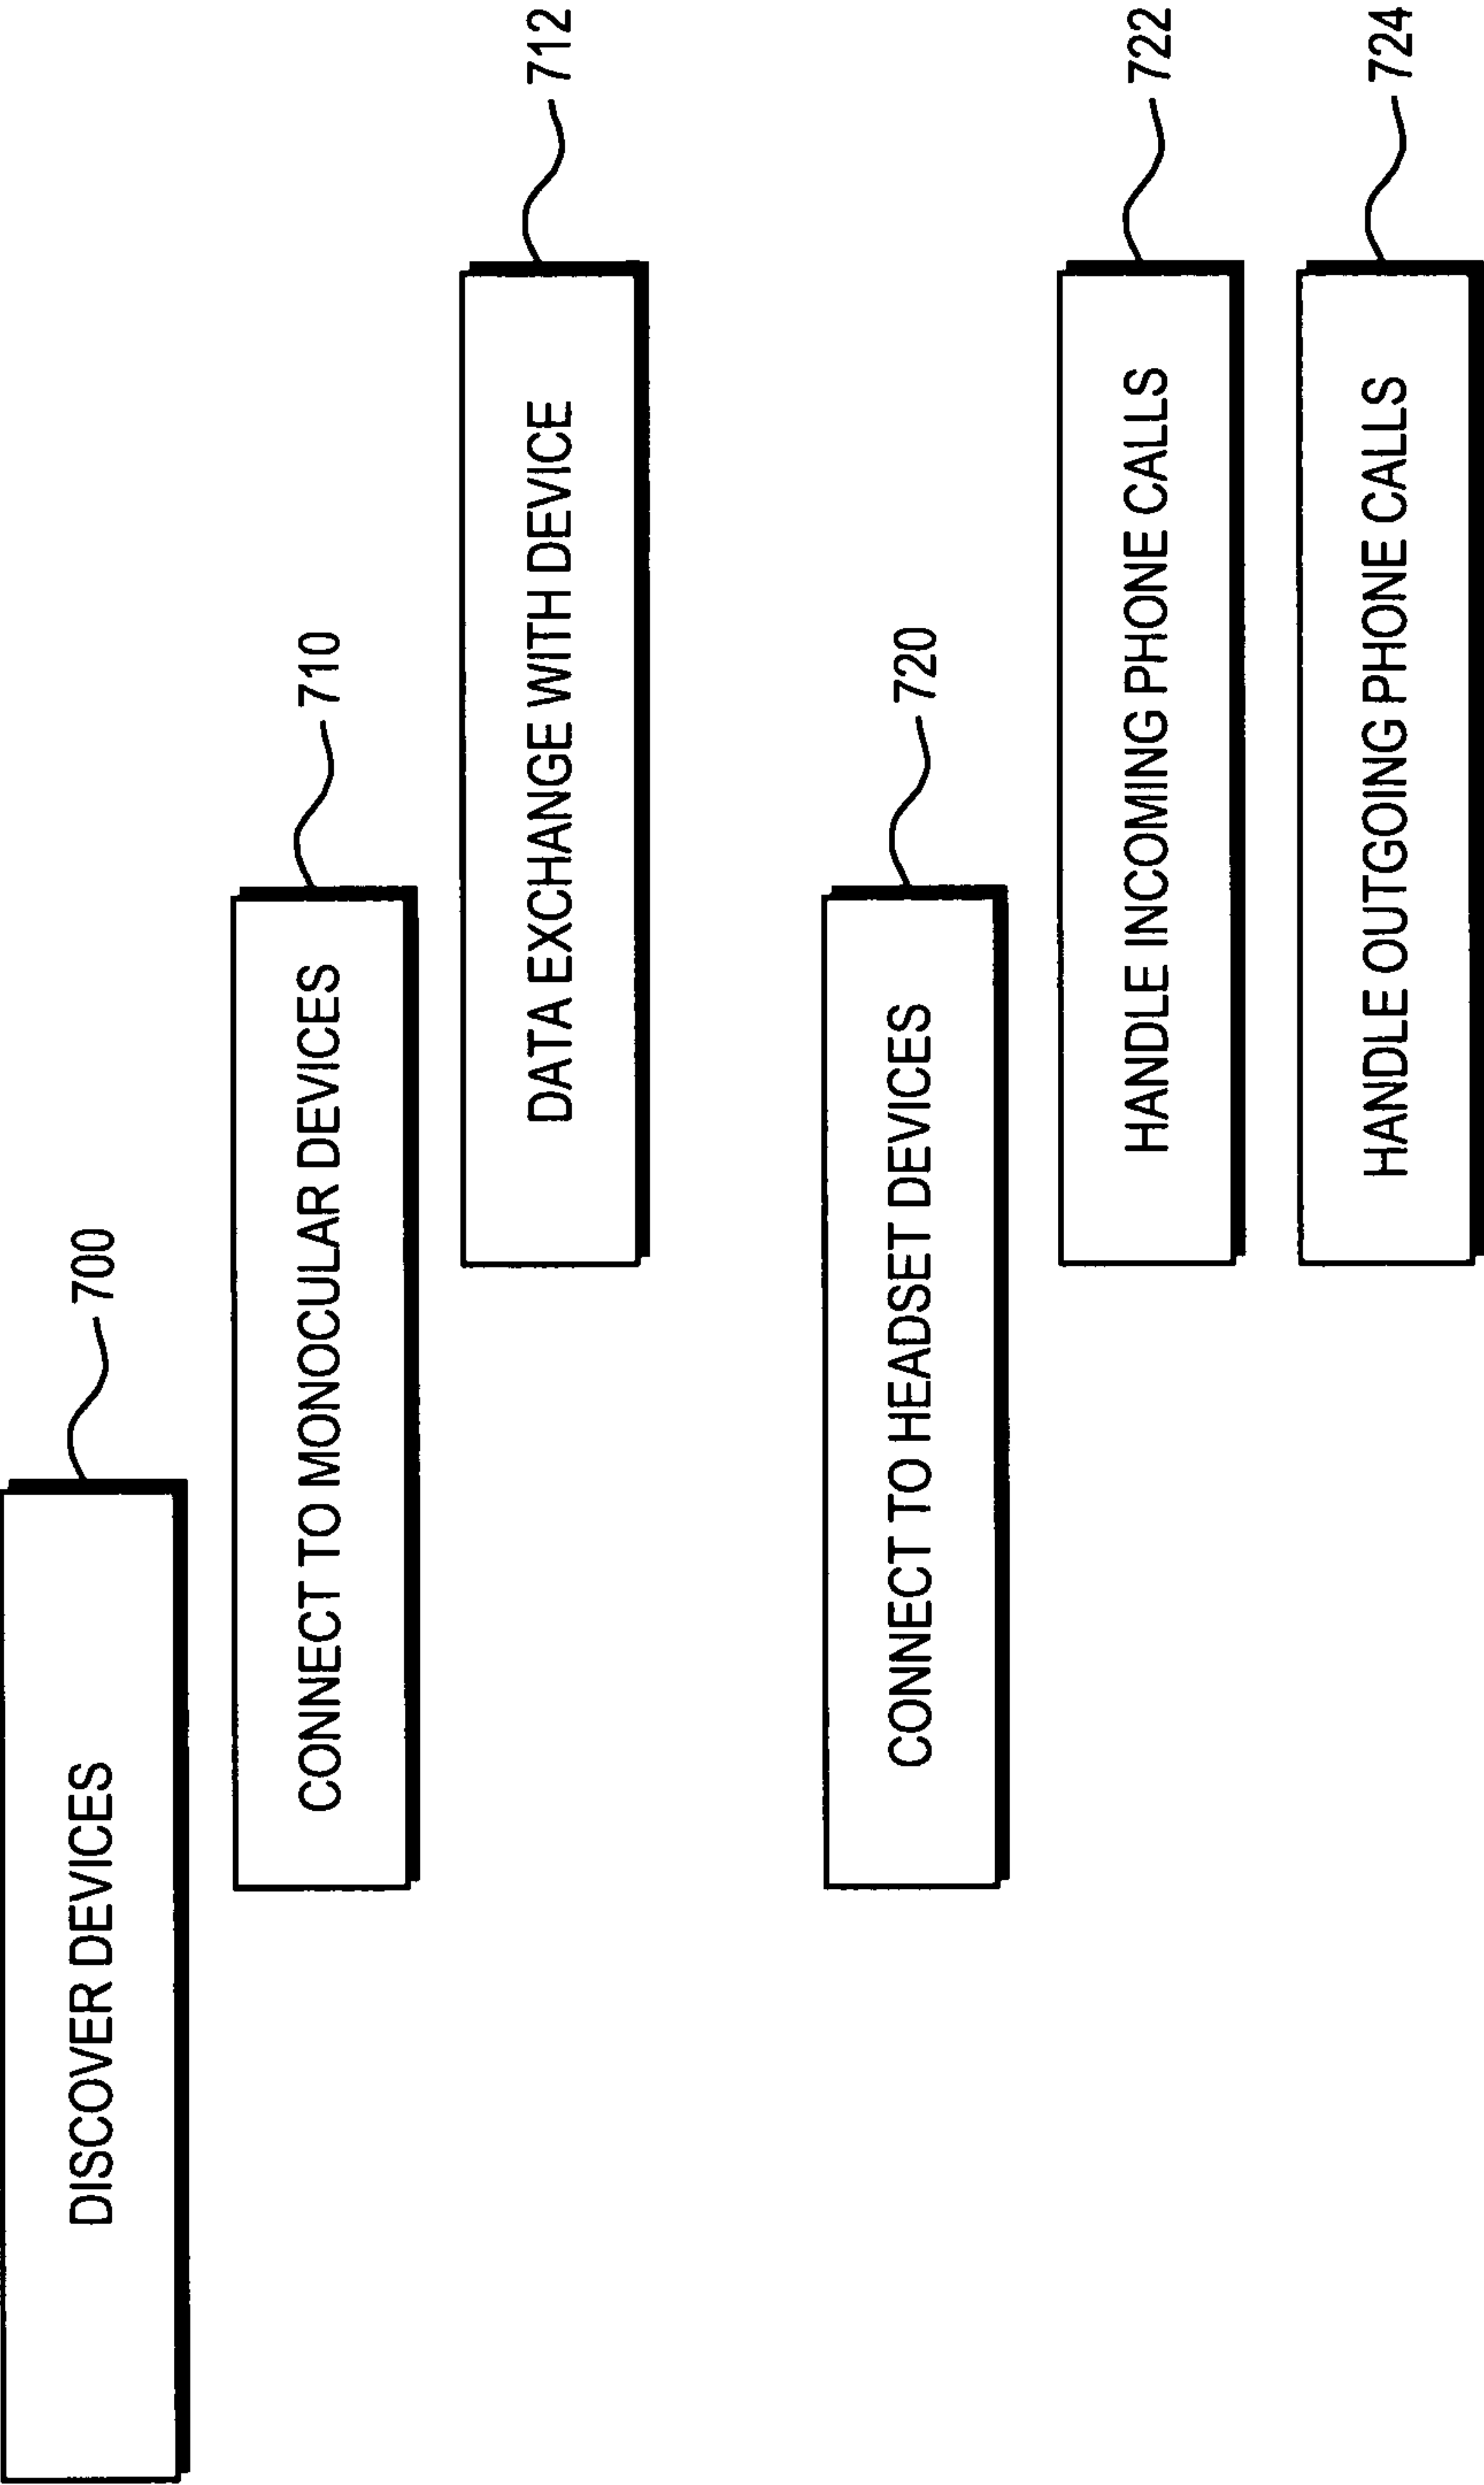 DISCOVER DEVICES
700
CONNECT TO MONOCULAR DEVICES
710
DATA EXCHANGE WITH DEVICE
712
CONNECT TO HEADSET DEVICES
720
HANDLE INCOMING PHONE CALLS
722
HANDLE OUTGOING PHONE CALLS
724